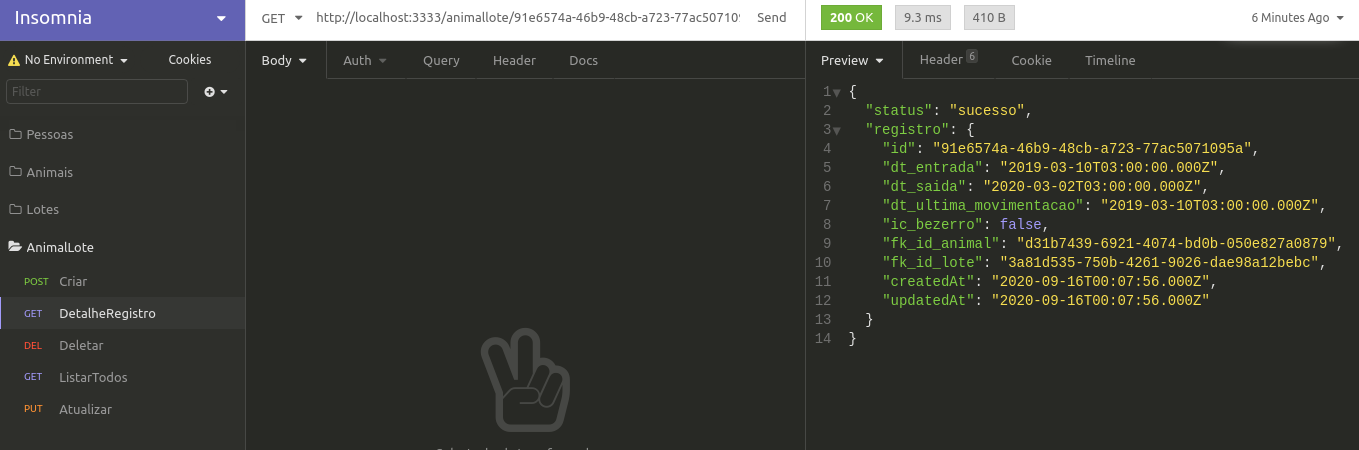 Insomnia
GET http://localhost:3333/animallote/91e6574a-46b9-48cb-a723-77ac507109 Send
200 OK 9.3 ms 410 B 6 Minutes Ago
No Environment Cookies
Body Auth Query Header Docs
Preview Header 6 Cookie Timeline
Filter
Pessoas
Animais
Lotes
AnimalLote
POST Criar
GET DetalheRegistro
DEL Deletar
GET ListarTodos
PUT Atualizar
1 {
2 "status": "sucesso",
3 "registro": {
4 "id": "91e6574a-46b9-48cb-a723-77ac5071095a",
5 "dt_entrada": "2019-03-10T03:00:00.000Z",
6 "dt_saida": "2020-03-02T03:00:00.000Z",
7 "dt_ultima_movimentacao": "2019-03-10T03:00:00.000Z",
8 "ic_bezerro": false,
9 "fk_id_animal": "d31b7439-6921-4074-bd0b-050e827a0879",
10 "fk_id_lote": "3a81d535-750b-4261-9026-dae98a12bebc",
11 "createdAt": "2020-09-16T00:07:56.000Z",
12 "updatedAt": "2020-09-16T00:07:56.000Z"
13 }
14 }